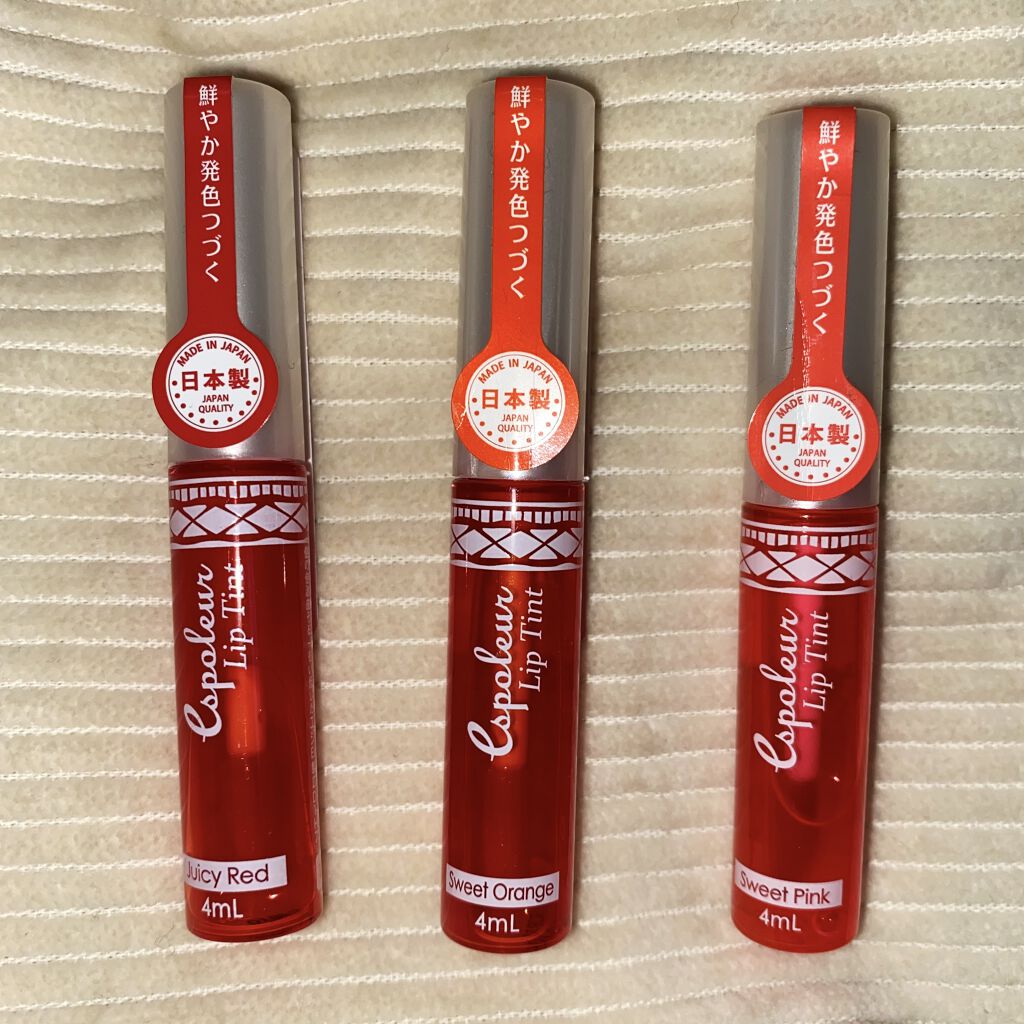 鮮やか発色つづく
MADE IN JAPAN
日本製
JAPAN
QUALITY
Espoleur
Lip Tint
Juicy Red
4mL
鮮やか発色つづく
MADE IN JAPAN
日本製
JAPAN
QUALITY
Espoleur
Lip Tint
Sweet Orange
4mL
鮮やか発色つづく
MADE IN JAPAN
日本製
JAPAN
QUALITY
Espoleur
Lip Tint
Sweet Pink
4mL